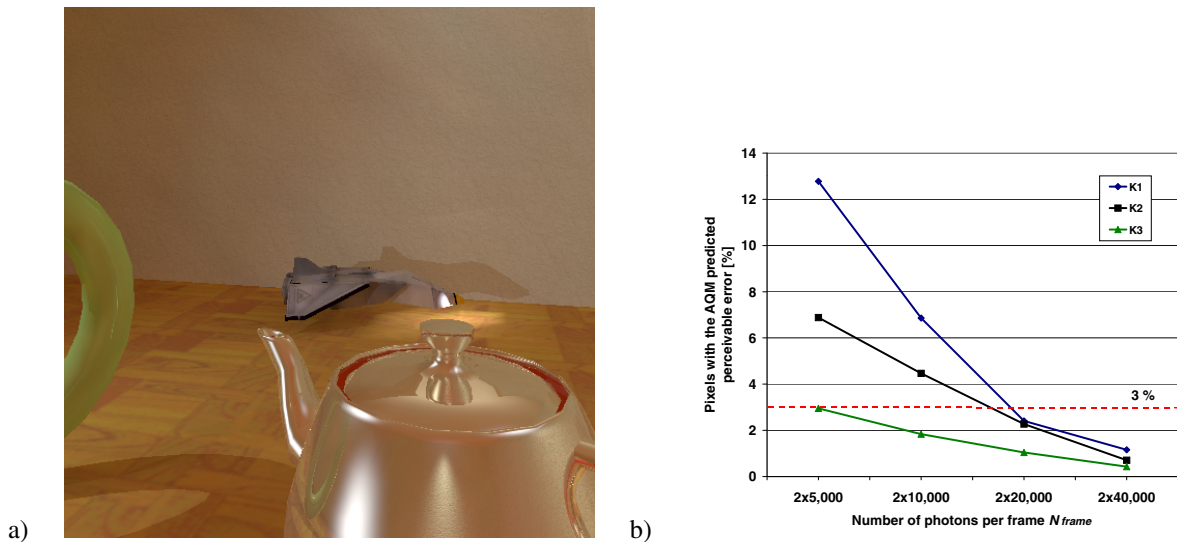 a)
b)
14
12
10
8
6
4
2
0
Pixels with the AQM predicted
perceivable error [%]
K1
K2
K3
3 %
2x5,000 2x10,000 2x20,000 2x40,000
Number of photons per frame N frame